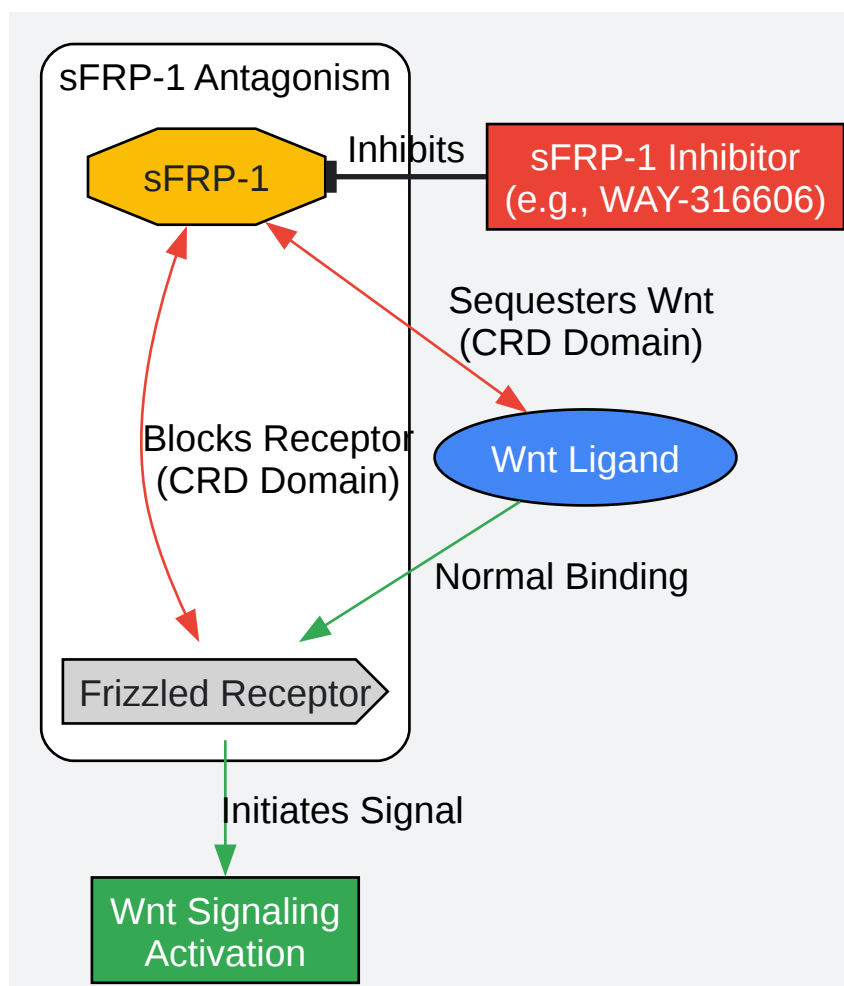 sFRP-1 Antagonism
sFRP-1
Inhibits
sFRP-1 Inhibitor
(e.g., WAY-316606)
Sequesters Wnt
(CRD Domain)
Blocks Receptor
(CRD Domain)
Wnt Ligand
Normal Binding
Frizzled Receptor
Initiates Signal
Wnt Signaling
Activation